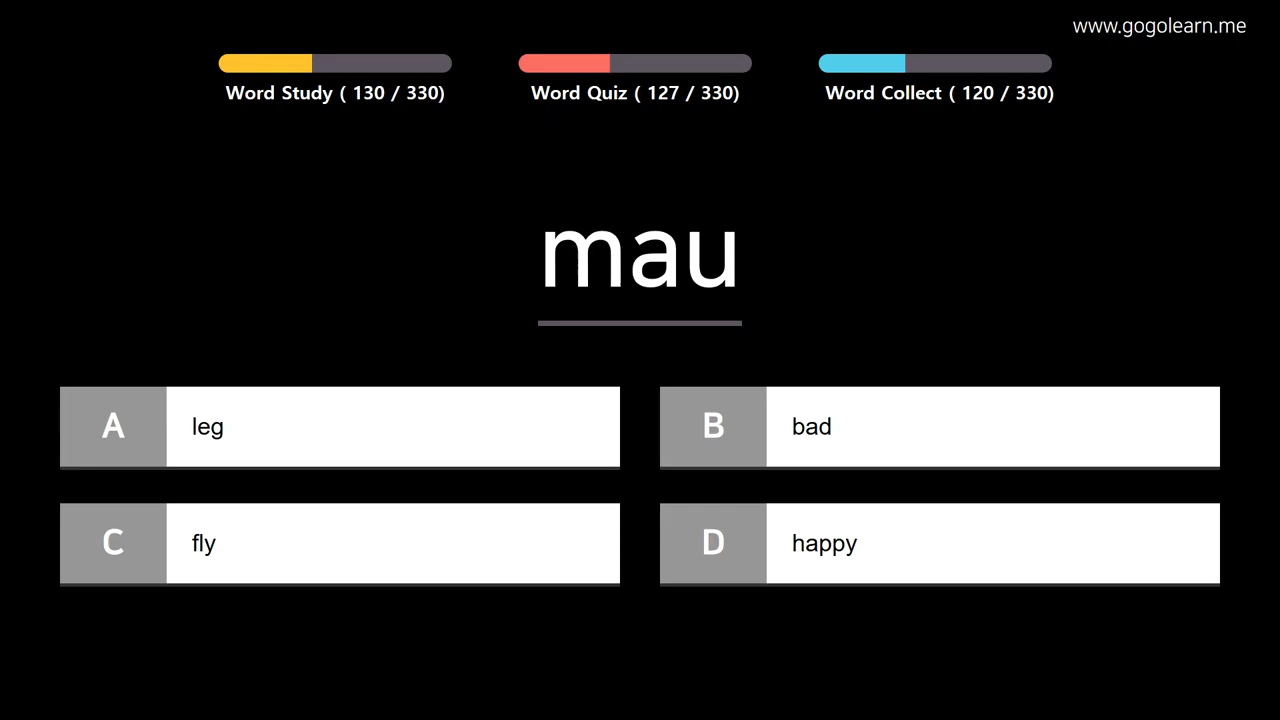 www.gogolearn.me
Word Study ( 130 / 330)
Word Quiz ( 127 / 330)
Word Collect ( 120 / 330)
mau
A leg
B bad
C fly
D happy